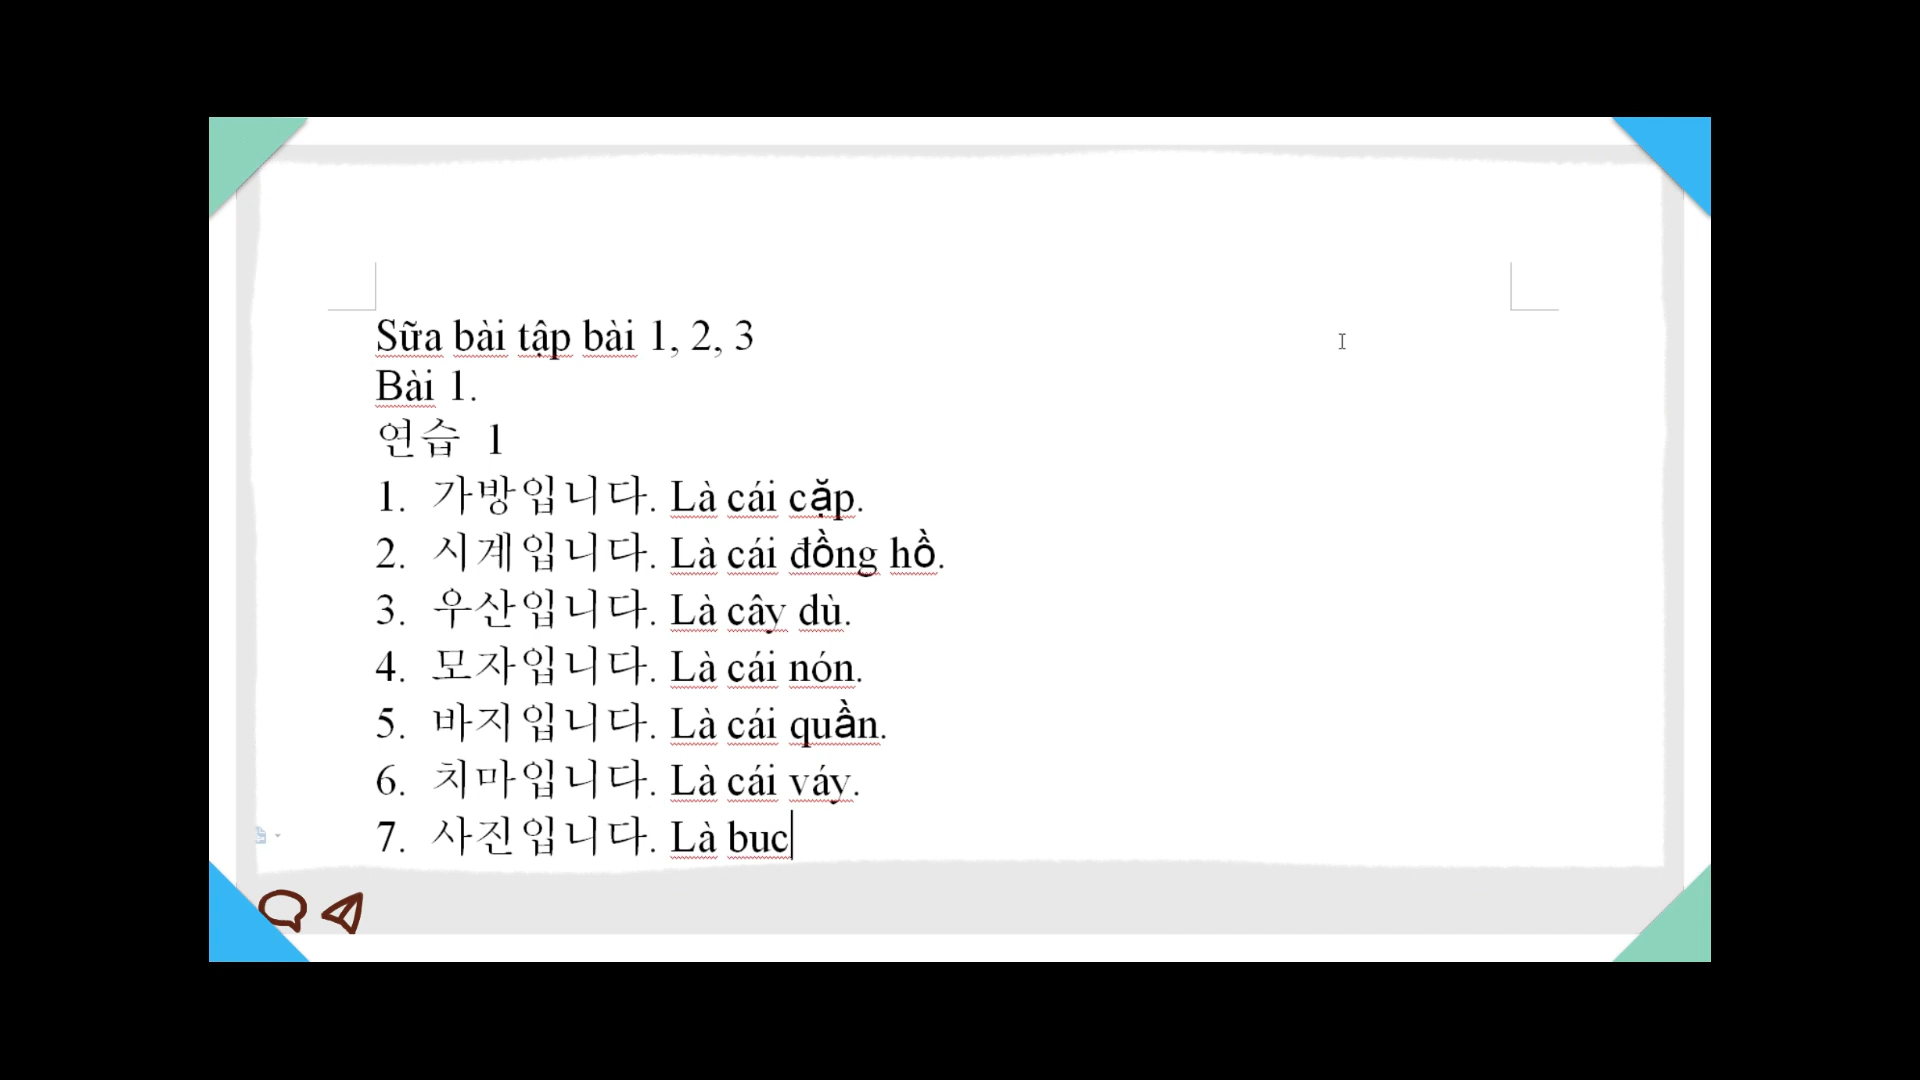 Sữa bài tập bài 1, 2, 3
Bài 1.
연습 1
1. 가방입니다. Là cái cặp.
2. 시계입니다. Là cái đồng hồ.
3. 우산입니다. Là cây dù.
4. 모자입니다. Là cái nón.
5. 바지입니다. Là cái quần.
6. 치마입니다. Là cái váy.
7. 사진입니다. Là buc